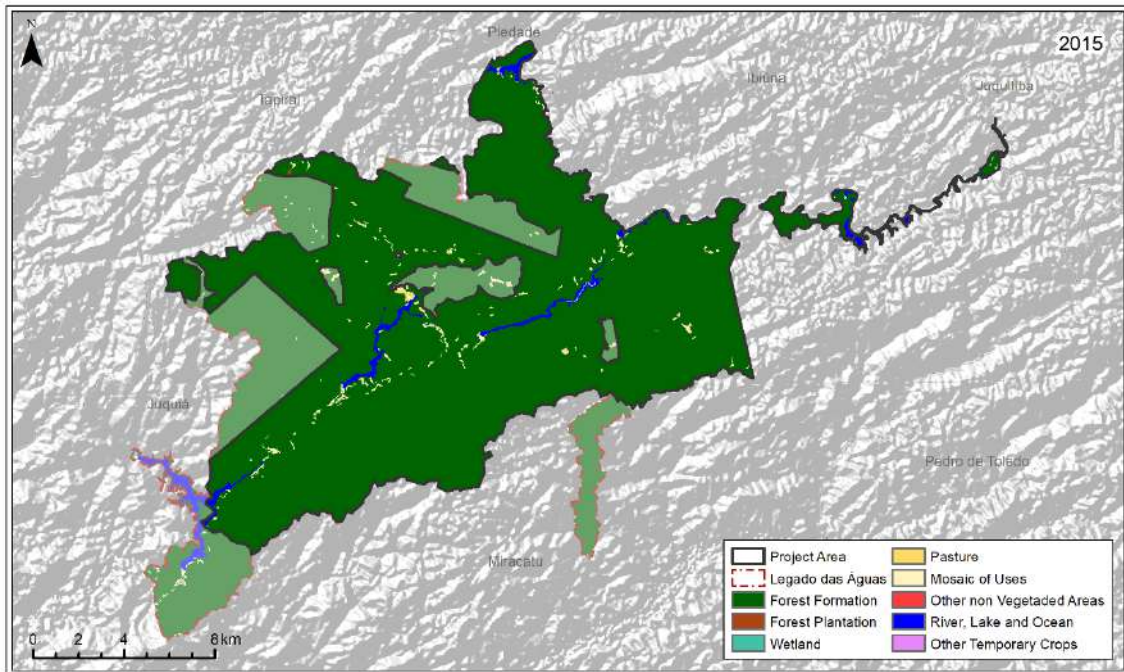 Piedade
2015
N
Ibiúna
Juquitiba
Tapiraí
Juquiá
Pedro de Toledo
Miracatu
Project Area
Legado das Águas
Forest Formation
Forest Plantation
Wetland
Pasture
Mosaic of Uses
Other non Vegetaded Areas
River, Lake and Ocean
Other Temporary Crops
0 2 4 8 km